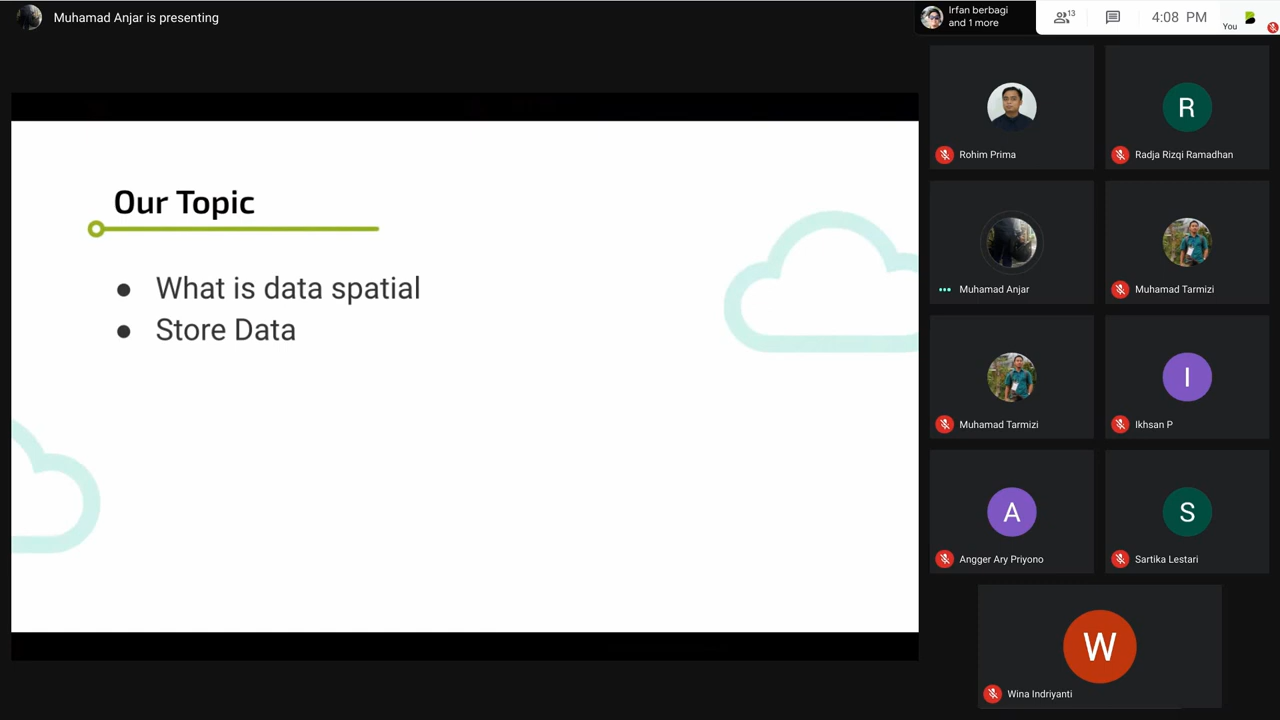 Muhamad Anjar is presenting
Irfan berbagi
and 1 more
13
4:08 PM
You
Our Topic
● What is data spatial
● Store Data
Rohim Prima
R
Radja Rizqi Ramadhan
Muhamad Anjar
Muhamad Tarmizi
Muhamad Tarmizi
I
Ikhsan P
A
Angger Ary Priyono
S
Sartika Lestari
W
Wina Indriyanti